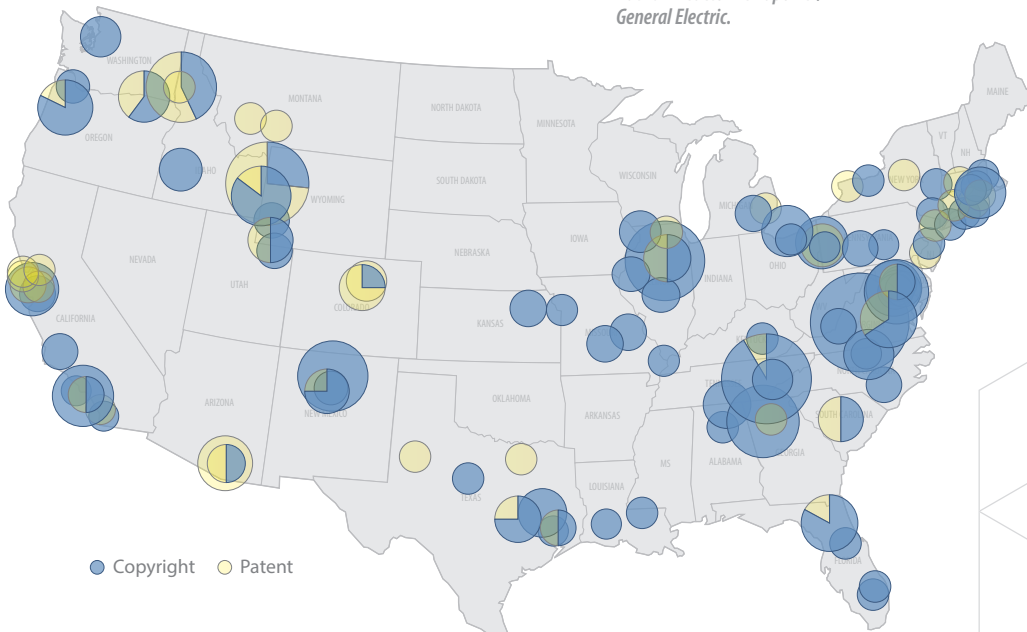 General Electric.
WASHINGTON
MONTANA
NORTH DAKOTA
MINNESOTA
MAINE
VT
NH
OREGON
IDAHO
WYOMING
SOUTH DAKOTA
WISCONSIN
NEW YORK
NEBRASKA
IOWA
NEVADA
UTAH
COLORADO
KANSAS
INDIANA
OHIO
CALIFORNIA
ARIZONA
NEW MEXICO
OKLAHOMA
ARKANSAS
SOUTH CAROLINA
TEXAS
LOUISIANA
MS
ALABAMA
GEORGIA
FLORIDA
Copyright
Patent